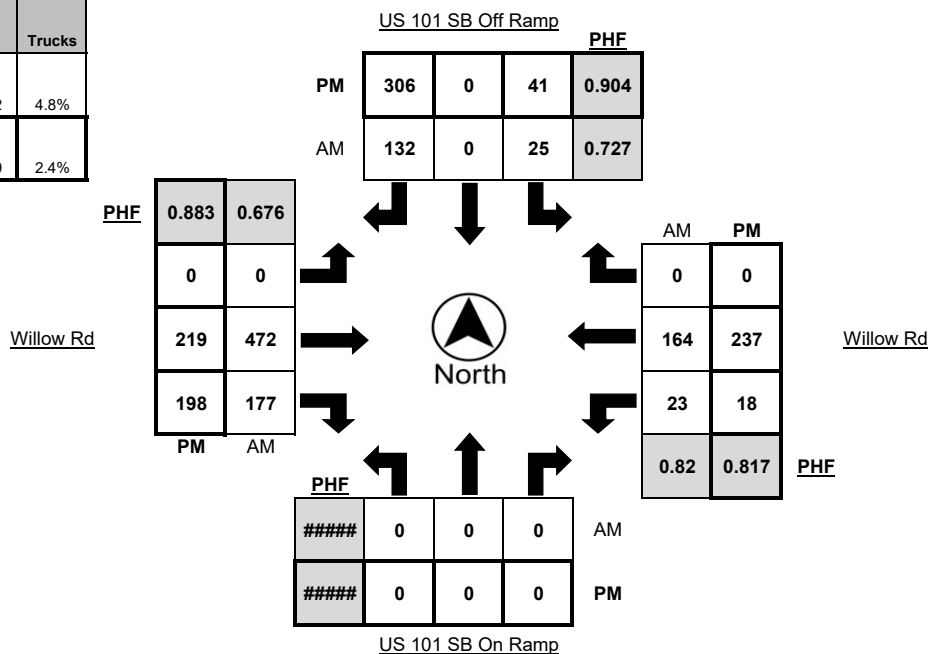 Trucks
2 4.8%
9 2.4%
US 101 SB Off Ramp
PHF
PM 306 0 41 0.904
AM 132 0 25 0.727
PHF 0.883 0.676
0 0
Willow Rd 219 472
198 177
PM AM
North
AM PM
0 0
164 237 Willow Rd
23 18
0.82 0.817 PHF
PHF
##### 0 0 0 AM
##### 0 0 0 PM
US 101 SB On Ramp